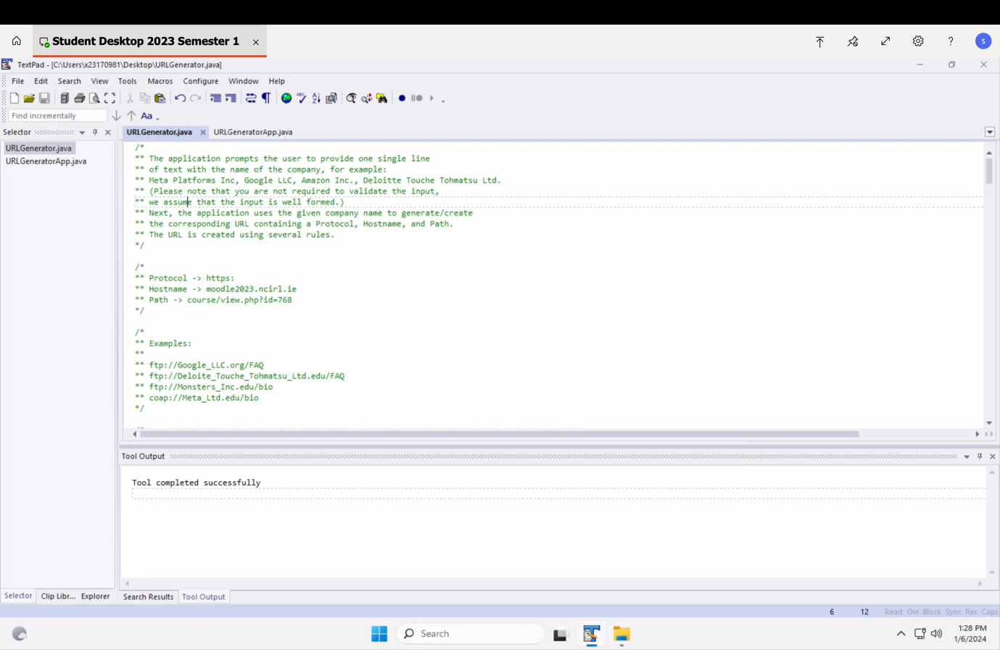 Student Desktop 2023 Semester 1
?
S
TextPad - [C:\Users\x23170981\Desktop\URLGenerator.java]
File Edit Search View Tools Macros Configure Window Help
Find incrementally
Aa
Selector
URLGenerator.java
URLGeneratorApp.java
URLGenerator.java
URLGeneratorApp.java
/*
** The application prompts the user to provide one single line
** of text with the name of the company, for example:
** Meta Platforms Inc, Google LLC, Amazon Inc., Deloitte Touche Tohmatsu Ltd.
** (Please note that you are not required to validate the input,
** we assume that the input is well formed.)
** Next, the application uses the given company name to generate/create
** the corresponding URL containing a Protocol, Hostname, and Path.
** The URL is created using several rules.
*/
/*
** Protocol -> https:
** Hostname -> moodle2023.ncirl.ie
** Path -> course/view.php?id=768
*/
/*
** Examples:
**
** ftp://Google_LLC.org/FAQ
** ftp://Deloite_Touche_Tohmatsu_Ltd.edu/FAQ
** ftp://Monsters_Inc.edu/bio
** coap://Meta_Ltd.edu/bio
*/
Tool Output
Tool completed successfully
Selector Clip Libr... Explorer
Search Results Tool Output
6 12 Read Ovr Block Sync Rec Caps
Search
1:28 PM
1/6/2024